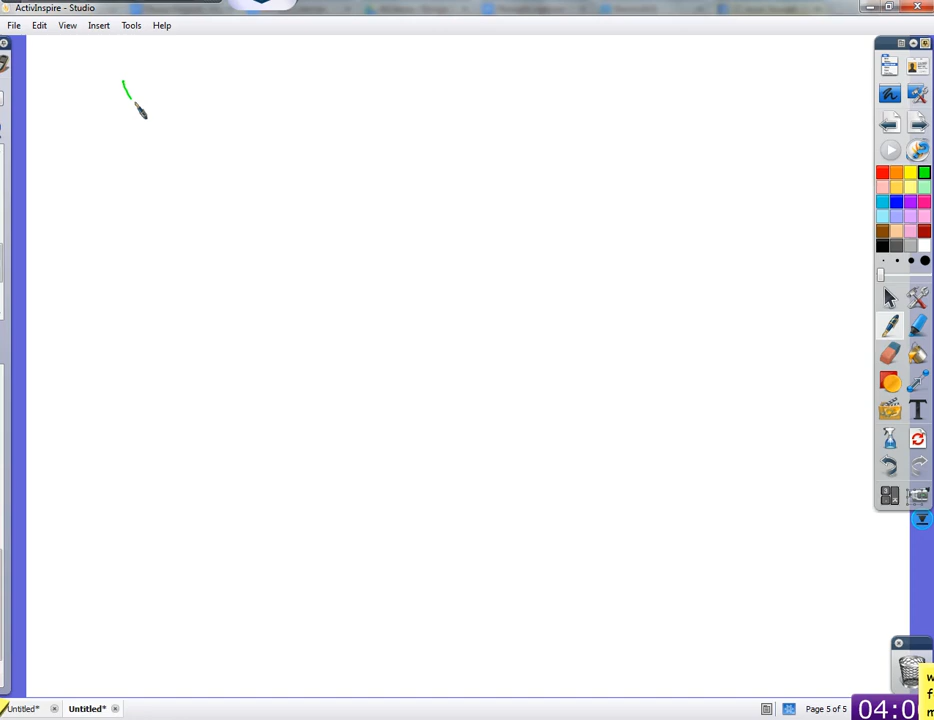 ActivInspire - Studio
File Edit View Insert Tools Help
T
Untitled* Untitled* Page 5 of 5
04:0
w
f
m